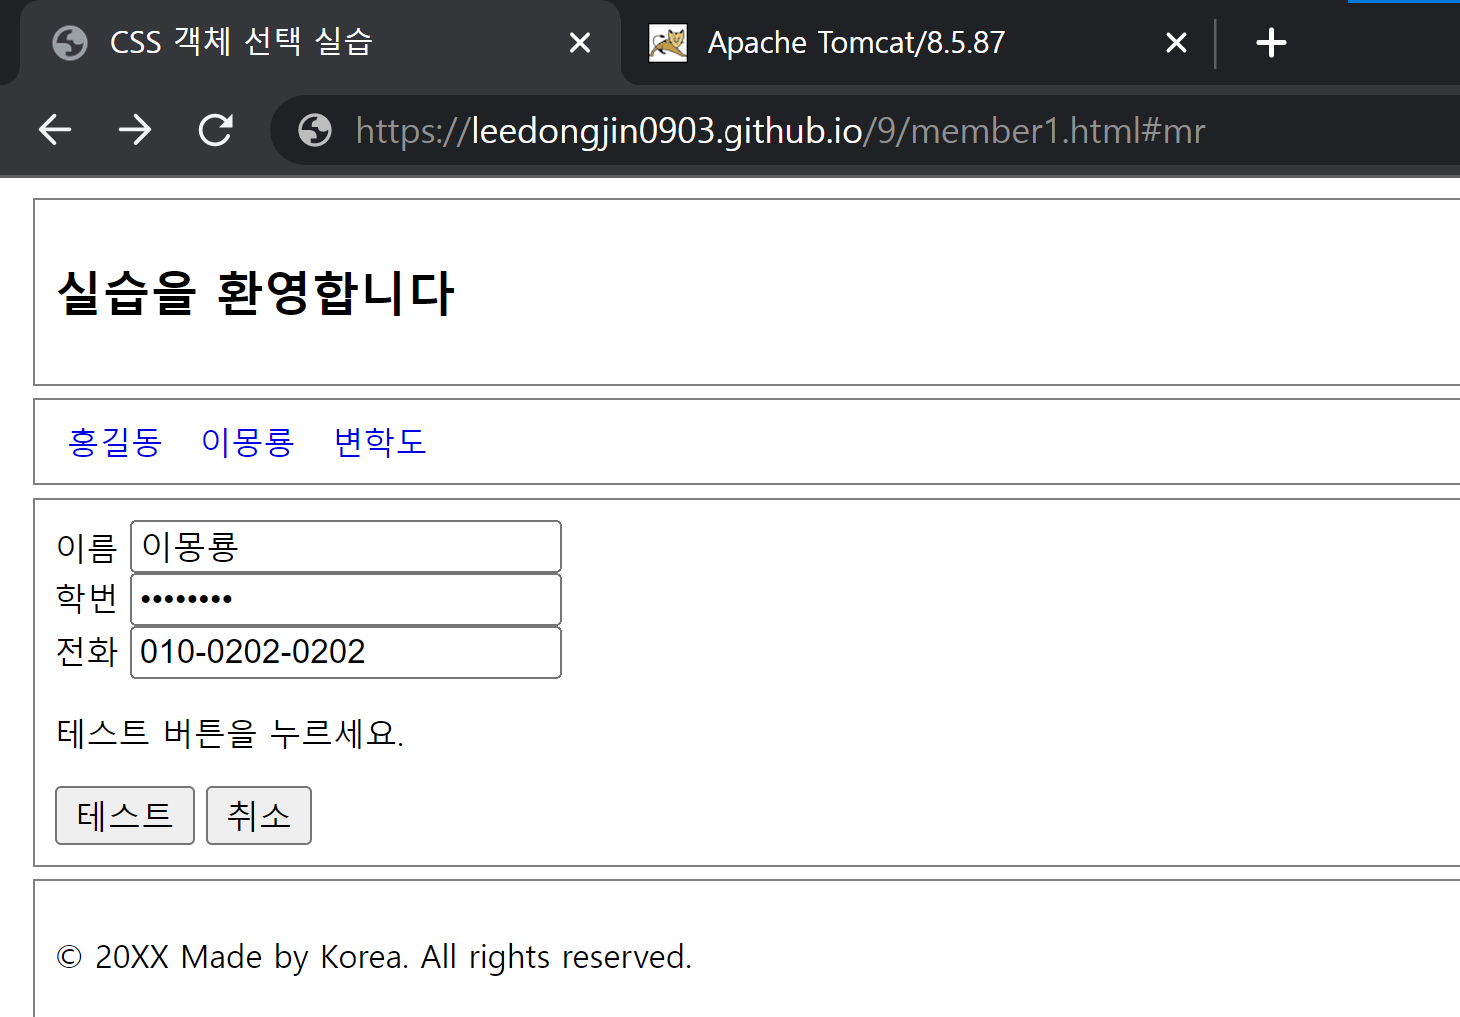 CSS 객체 선택 실습 Apache Tomcat/8.5.87
https://leedongjin0903.github.io/9/member1.html#mr
실습을 환영합니다
홍길동 이몽룡 변학도
이름 이몽룡
학번 ••••••••
전화 010-0202-0202
테스트 버튼을 누르세요.
테스트 취소
© 20XX Made by Korea. All rights reserved.